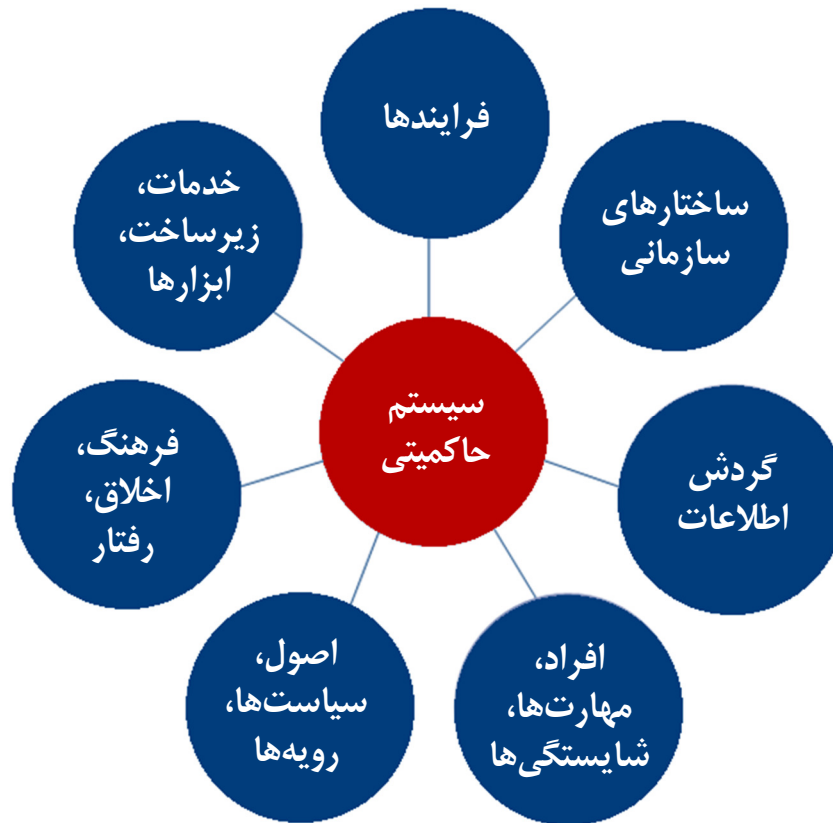 فرایندها
ساختارهای
سازمانی
گردش
اطلاعات
افراد،
مهارت‌ها،
شایستگی‌ها
اصول،
سیاست‌ها،
رویه‌ها
فرهنگ،
اخلاق،
رفتار
خدمات،
زیرساخت،
ابزارها
سیستم
حاکمیتی